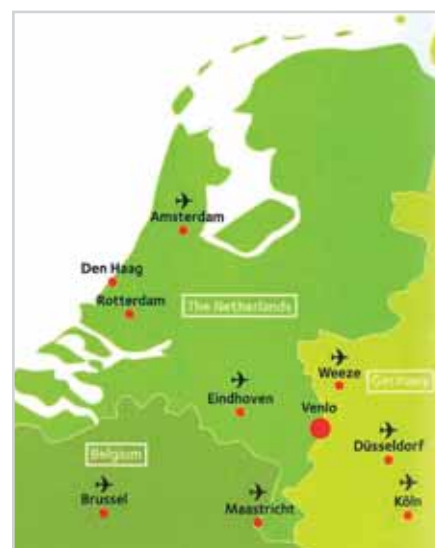 Amsterdam
Den Haag
Rotterdam
The Netherlands
Weeze
Germany
Eindhoven
Venlo
Düsseldorf
Belgium
Brussel
Maastricht
Köln